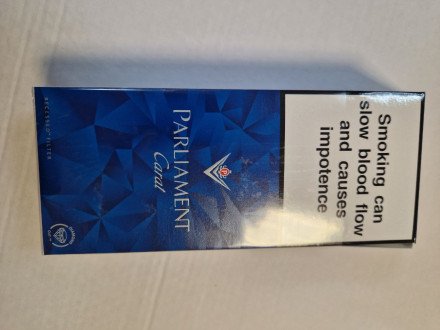 RECESSED FILTER
PARLIAMENT
Carat
Smoking can
slow blood flow
and causes
impotence